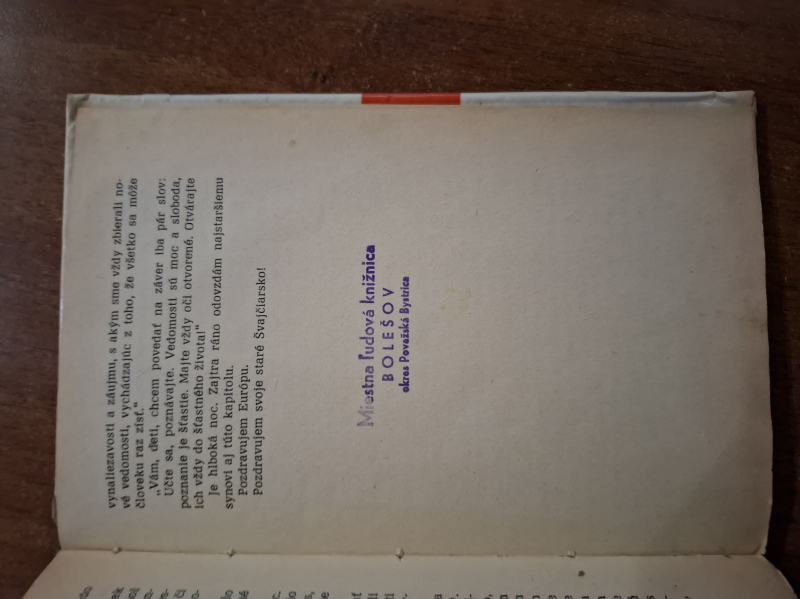 vynaliezavosti a záujmu, s akým sme vždy zbierali no-
vé vedomosti, vychádzajúc z toho, že všetko sa môže
človeku raz zísť.“
„Vám, deti, chcem povedať na záver iba pár slov:
Učte sa, poznávajte. Vedomosti sú moc a sloboda,
poznanie je šťastie. Majte vždy oči otvorené. Otvárajte
ich vždy do šťastného života!“
Je hlboká noc. Zajtra ráno odovzdám najstaršiemu
synovi aj túto kapitolu.
Pozdravujem Európu.
Pozdravujem svoje staré Švajčiarsko!
Miestna ľudová knižnica
BOLEŠOV
okres Považská Bystrica